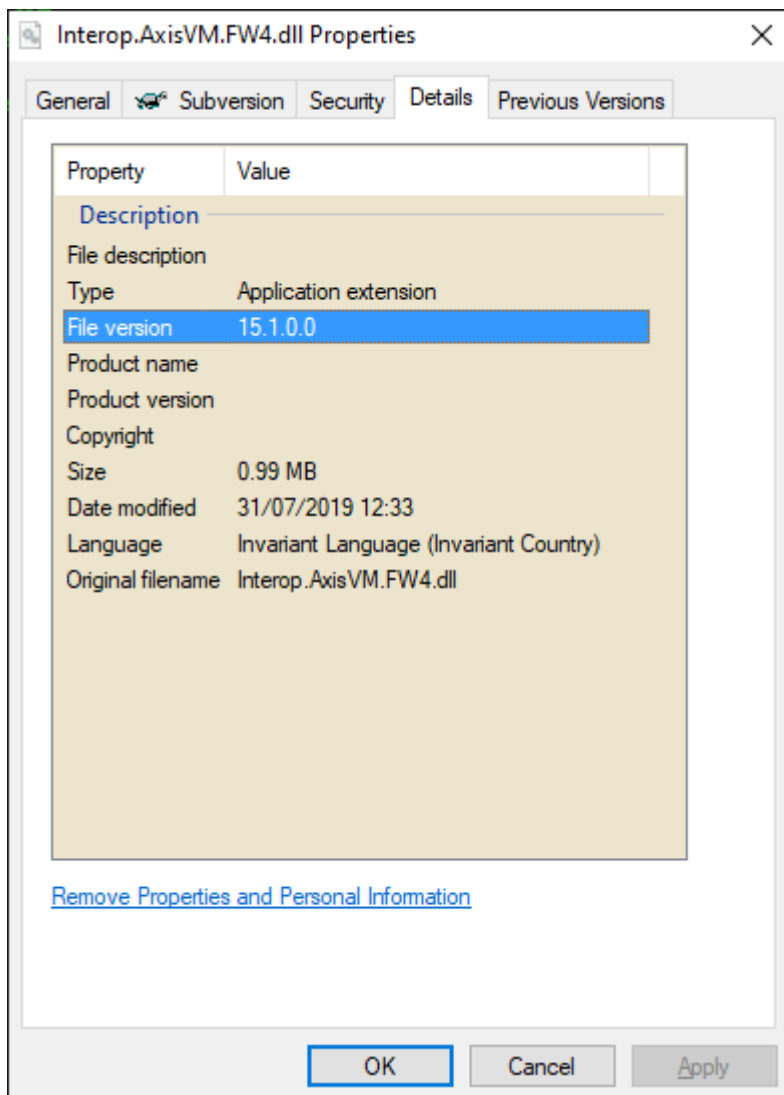 Interop.AxisVM.FW4.dll Properties
General Subversion Security Details Previous Versions
Property Value
Description
File description
Type Application extension
File version 15.1.0.0
Product name
Product version
Copyright
Size 0.99 MB
Date modified 31/07/2019 12:33
Language Invariant Language (Invariant Country)
Original filename Interop.AxisVM.FW4.dll
Remove Properties and Personal Information
OK Cancel Apply